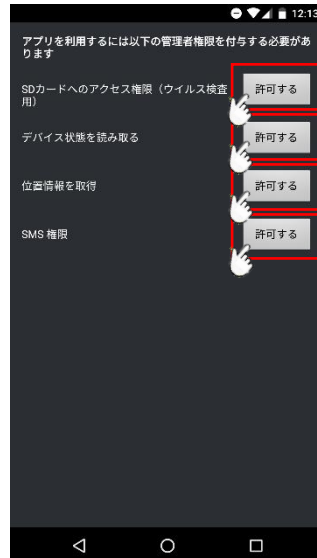 12:13
アプリを利用するには以下の管理者権限を付与する必要があ
ります
SDカードへのアクセス権限（ウイルス検査
用）
許可する
デバイス状態を読み取る
許可する
位置情報を取得
許可する
SMS 権限
許可する